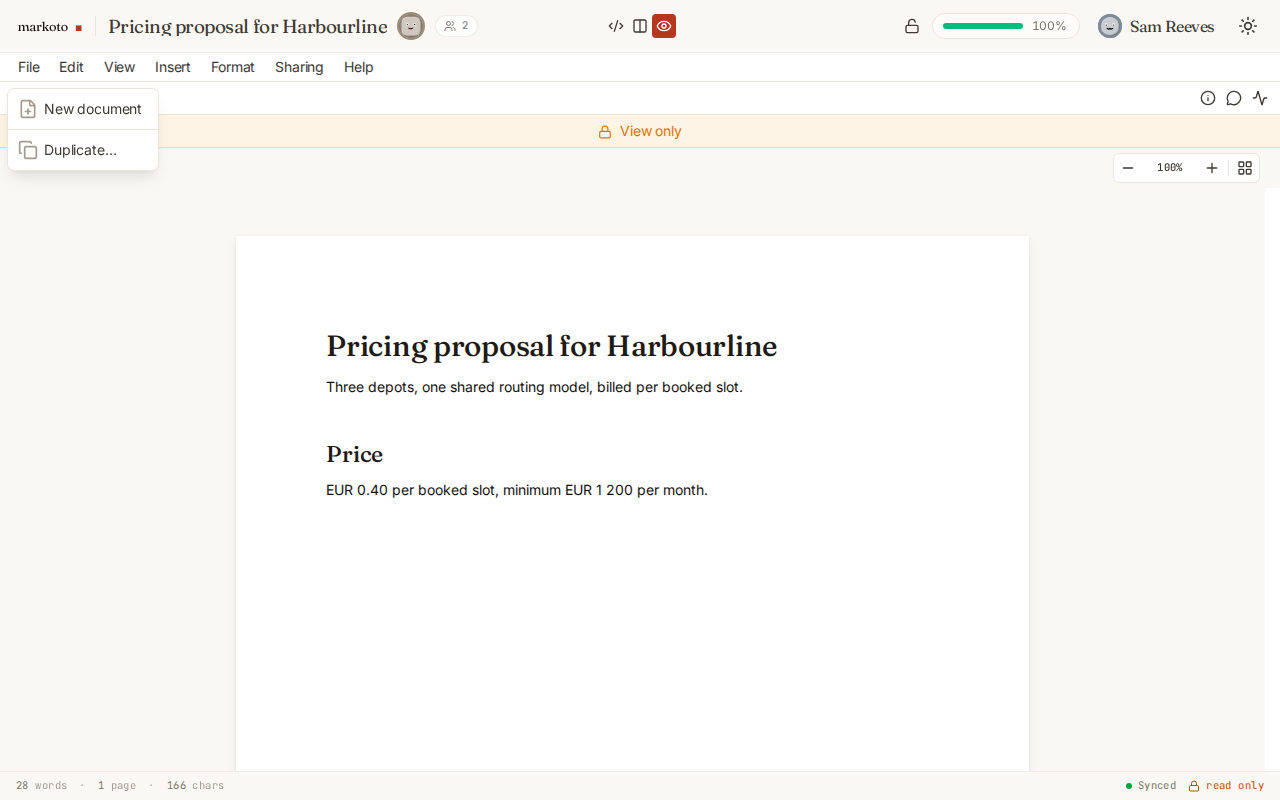 markoto
Pricing proposal for Harbourline
2
100%
Sam Reeves
File Edit View Insert Format Sharing Help
New document
Duplicate...
View only
100%
Pricing proposal for Harbourline
Three depots, one shared routing model, billed per booked slot.
Price
EUR 0.40 per booked slot, minimum EUR 1 200 per month.
28 words · 1 page · 166 chars
Synced read only